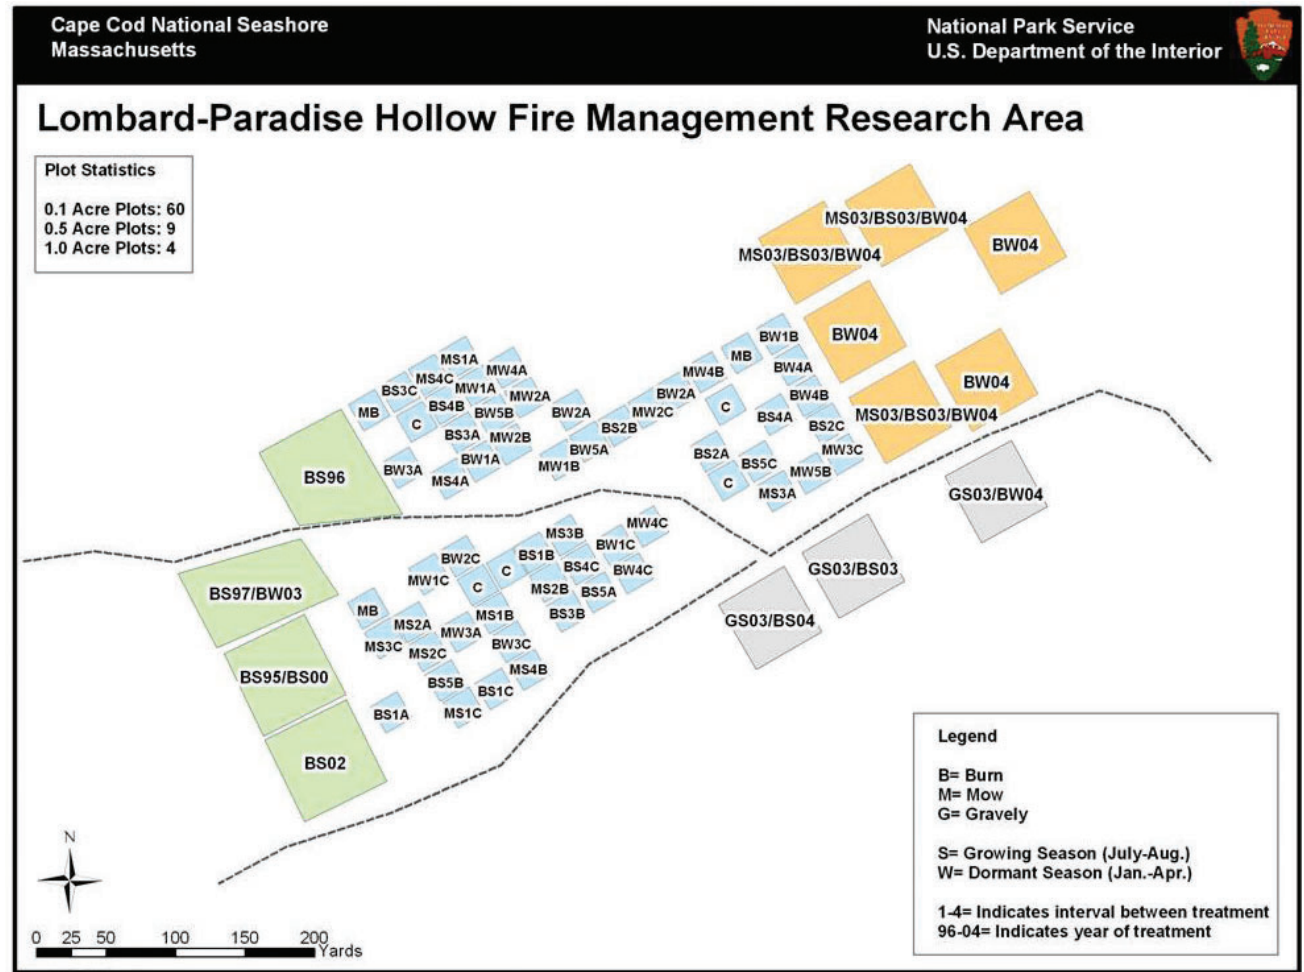 Cape Cod National Seashore
Massachusetts
National Park Service
U.S. Department of the Interior
Lombard-Paradise Hollow Fire Management Research Area
Plot Statistics
0.1 Acre Plots: 60
0.5 Acre Plots: 9
1.0 Acre Plots: 4
MS03/BS03/BW04
MS03/BS03/BW04
BW04
BW04
BW04
MS03/BS03/BW04
BW1B
MB
BW4A
MW4B
BW2A
BW4B
C
MW2C
BS4A
BS2C
BS2B
MW3C
BS2A
BS5C
MW5B
C
MS3A
MS1A
MW4A
MS4C
BS3C
MW1A
MW2A
MB
BS4B
BW5B
BW2A
C
BS3A
MW2B
BW5A
BW1A
MW1B
BW3A
MS4A
BS96
GS03/BW04
GS03/BS03
GS03/BS04
MW4C
MS3B
BW1C
BS1B
BW2C
BS4C
BW4C
C
MW1C
C
MS2B
BS5A
BS97/BW03
MB
MS1B
BS3B
MS2A
MW3A
MS3C
BW3C
MS2C
MS4B
BS95/BS00
BS5B
BS1C
BS1A
MS1C
BS02
Legend
B= Burn
M= Mow
G= Gravely
S= Growing Season (July-Aug.)
W= Dormant Season (Jan.-Apr.)
1-4= Indicates interval between treatment
96-04= Indicates year of treatment
N
0 25 50 100 150 200
Yards